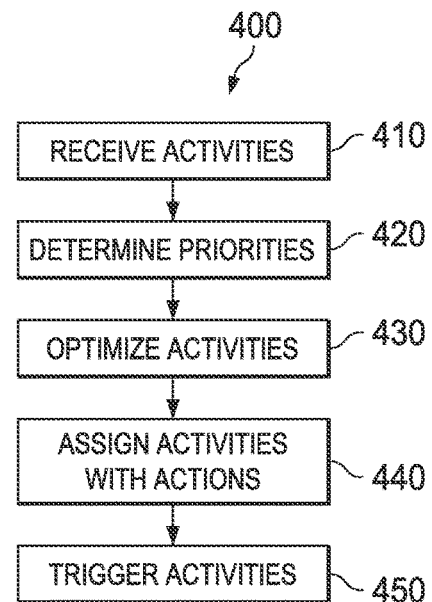 400
RECEIVE ACTIVITIES
410
DETERMINE PRIORITIES
420
OPTIMIZE ACTIVITIES
430
ASSIGN ACTIVITIES
WITH ACTIONS
440
TRIGGER ACTIVITIES
450